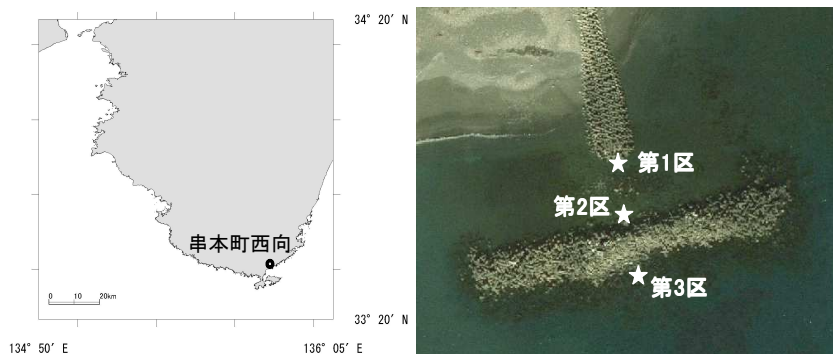 34° 20′ N
串本町西向
0 10 20km
33° 20′ N
134° 50′ E
136° 05′ E
第1区
第2区
第3区